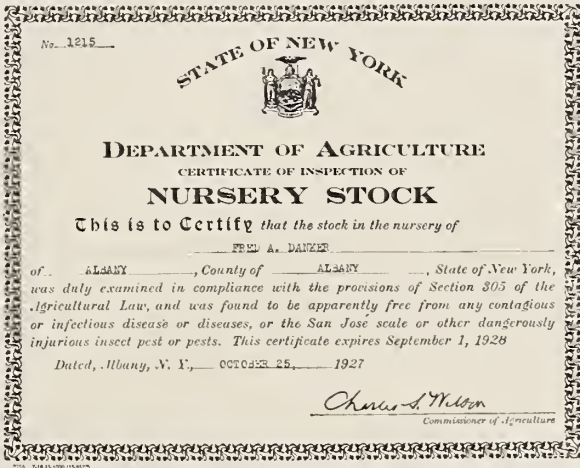 No. 1215
STATE OF NEW YORK
DEPARTMENT OF AGRICULTURE
CERTIFICATE OF INSPECTION OF
NURSERY STOCK
This is to Certify that the stock in the nursery of
FRED A. DANKER
of ALBANY, County of ALBANY, State of New York,
was duly examined in compliance with the provisions of Section 305 of the
Agricultural Law, and was found to be apparently free from any contagious
or infectious disease or diseases, or the San José scale or other dangerously
injurious insect pest or pests. This certificate expires September 1, 1928
Dated, Albany, N. Y., OCTOBER 25, 1927
Charles S. Wilson
Commissioner of Agriculture